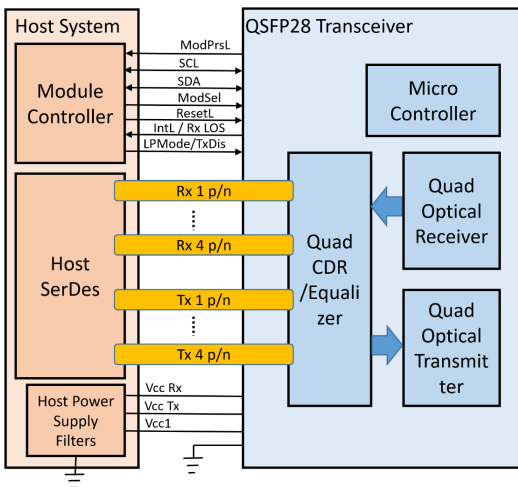 Host System
QSFP28 Transceiver
Module
Controller
ModPrsL
SCL
SDA
ModSel
ResetL
IntL / Rx LOS
LPMode/TxDis
Micro
Controller
Host
SerDes
Rx 1 p/n
Rx 4 p/n
Tx 1 p/n
Tx 4 p/n
Quad
CDR
/Equali
zer
Quad
Optical
Receiver
Quad
Optical
Transmit
ter
Host Power
Supply
Filters
Vcc Rx
Vcc Tx
Vcc1